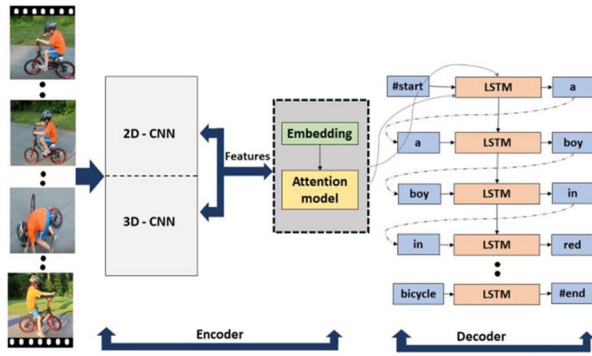 2D - CNN
3D - CNN
Features
Embedding
Attention
model
#start
LSTM
a
a
LSTM
boy
boy
LSTM
in
in
LSTM
red
bicycle
LSTM
#end
Encoder
Decoder